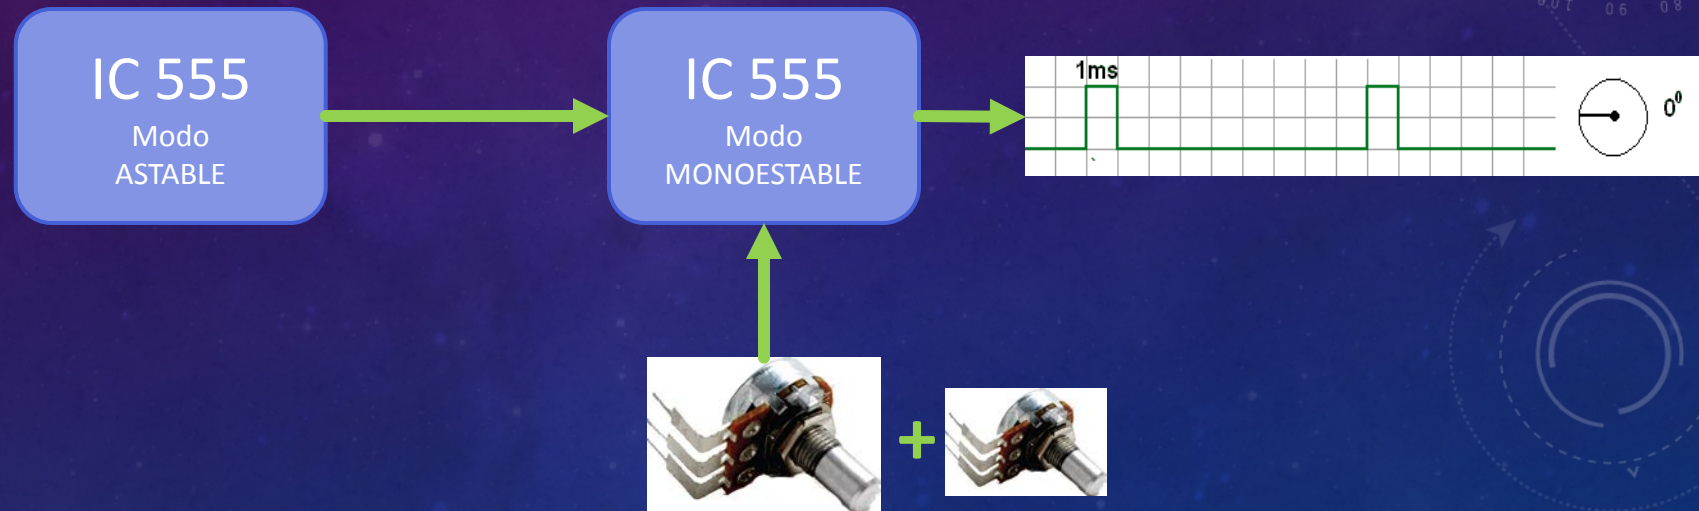 IC 555
Modo
ASTABLE
IC 555
Modo
MONOESTABLE
1ms
0⁰